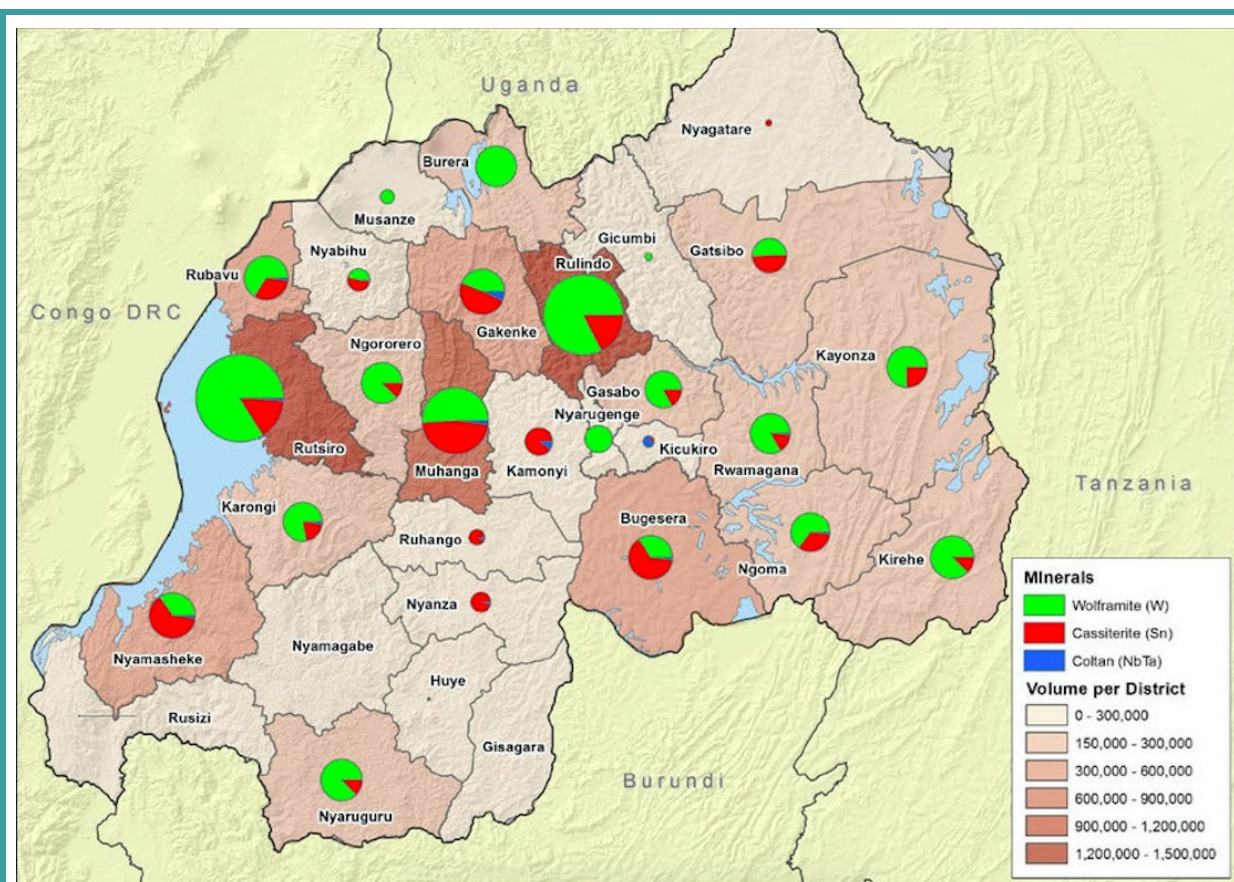 Uganda
Nyagatare
Burera
Musanze
Gicumbi
Nyabihu
Gatsibo
Rulindo
Rubavu
Congo DRC
Gakenke
Ngororero
Kayonza
Gasabo
Nyarugenge
Kicukiro
Rutsiro
Muhanga
Kamonyi
Rwamagana
Tanzania
Karongi
Bugesera
Ruhango
Ngoma
Kirehe
Nyanza
Nyamasheke
Nyamagabe
Huye
Rusizi
Gisagara
Burundi
Nyaruguru
Minerals
Wolframite (W)
Cassiterite (Sn)
Coltan (NbTa)
Volume per District
0 - 300,000
150,000 - 300,000
300,000 - 600,000
600,000 - 900,000
900,000 - 1,200,000
1,200,000 - 1,500,000